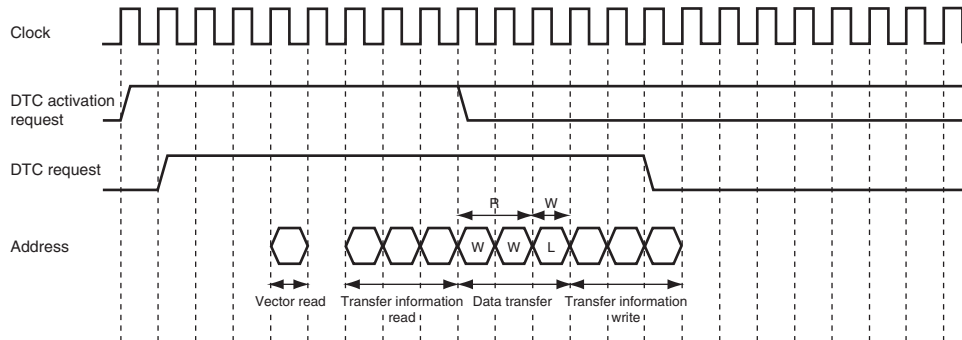 Clock
DTC activation
request
DTC request
R W
Address
W W L
Vector read Transfer information Data transfer Transfer information
read write